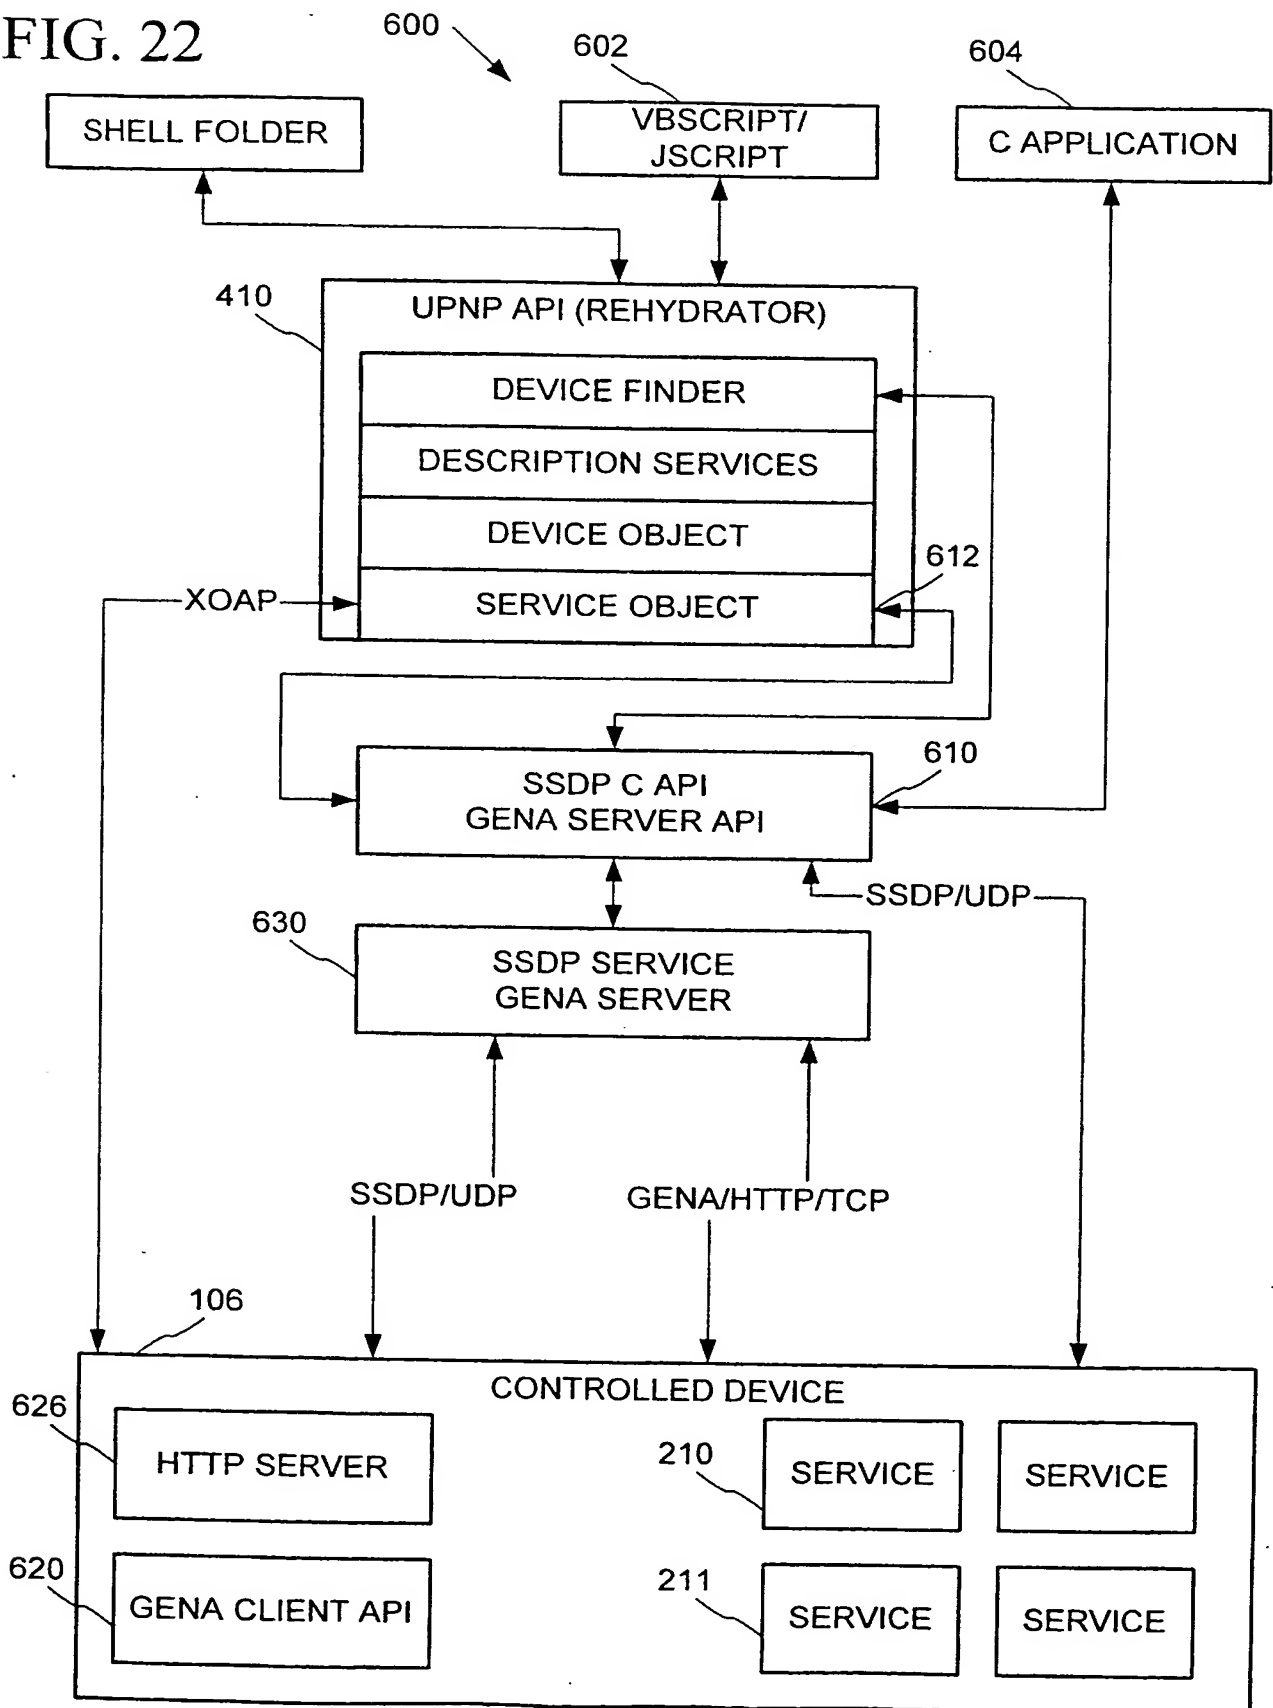 FIG. 22
600
602
604
SHELL FOLDER
VBSCRIPT/
JSCRIPT
C APPLICATION
410
UPNP API (REHYDRATOR)
DEVICE FINDER
DESCRIPTION SERVICES
DEVICE OBJECT
612
XOAP
SERVICE OBJECT
610
SSDP C API
GENA SERVER API
SSDP/UDP
630
SSDP SERVICE
GENA SERVER
SSDP/UDP
GENA/HTTP/TCP
106
CONTROLLED DEVICE
626
HTTP SERVER
210
SERVICE
SERVICE
620
GENA CLIENT API
211
SERVICE
SERVICE